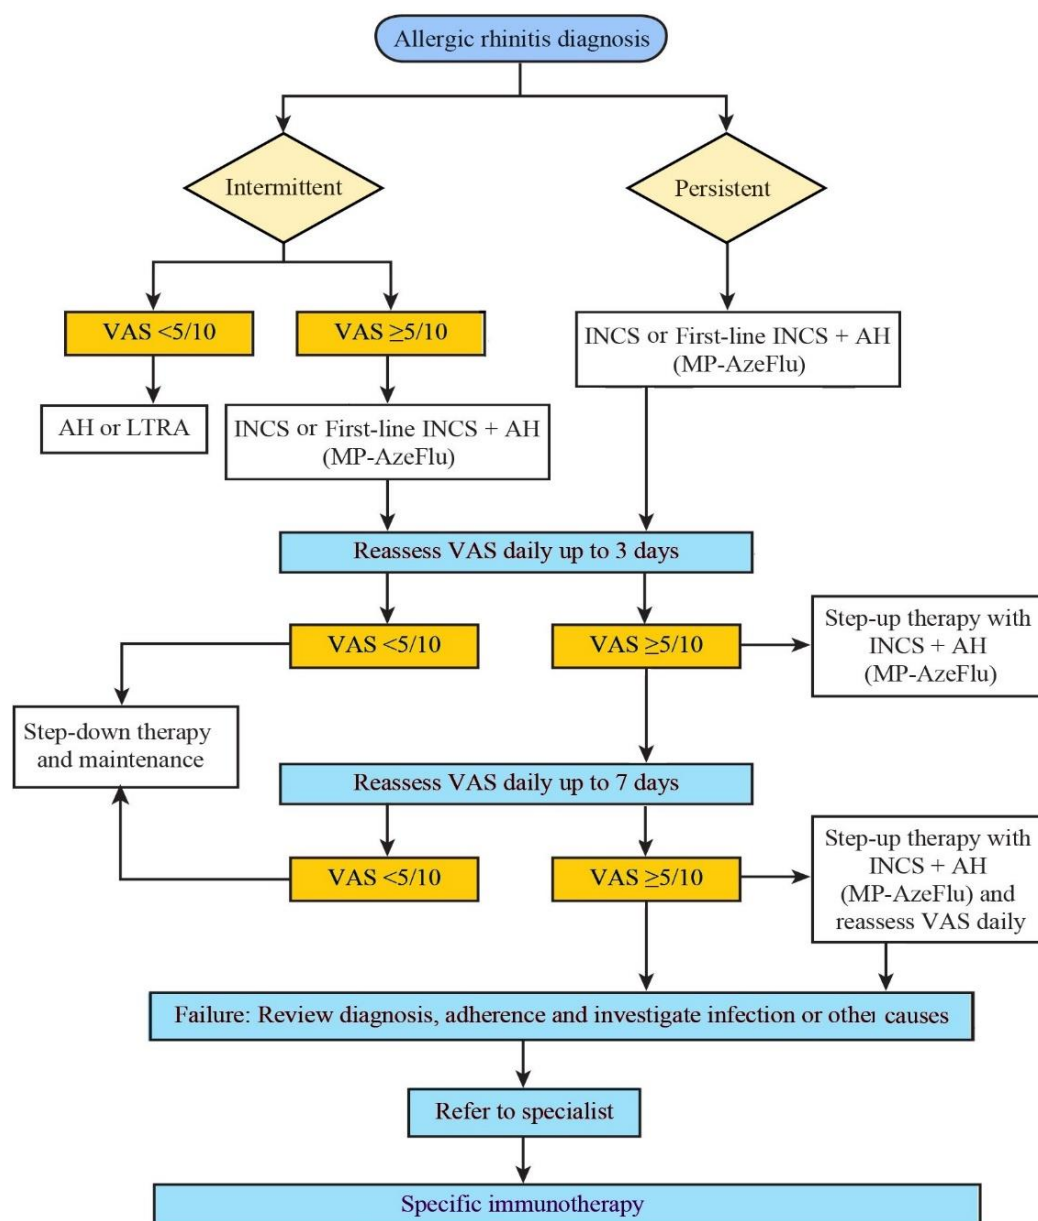 Allergic rhinitis diagnosis
Intermittent
Persistent
VAS <5/10
VAS ≥5/10
INCS or First-line INCS + AH
(MP-AzeFlu)
AH or LTRA
INCS or First-line INCS + AH
(MP-AzeFlu)
Reassess VAS daily up to 3 days
VAS <5/10
VAS ≥5/10
Step-up therapy with
INCS + AH
(MP-AzeFlu)
Step-down therapy
and maintenance
Reassess VAS daily up to 7 days
VAS <5/10
VAS ≥5/10
Step-up therapy with
INCS + AH
(MP-AzeFlu) and
reassess VAS daily
Failure: Review diagnosis, adherence and investigate infection or other causes
Refer to specialist
Specific immunotherapy